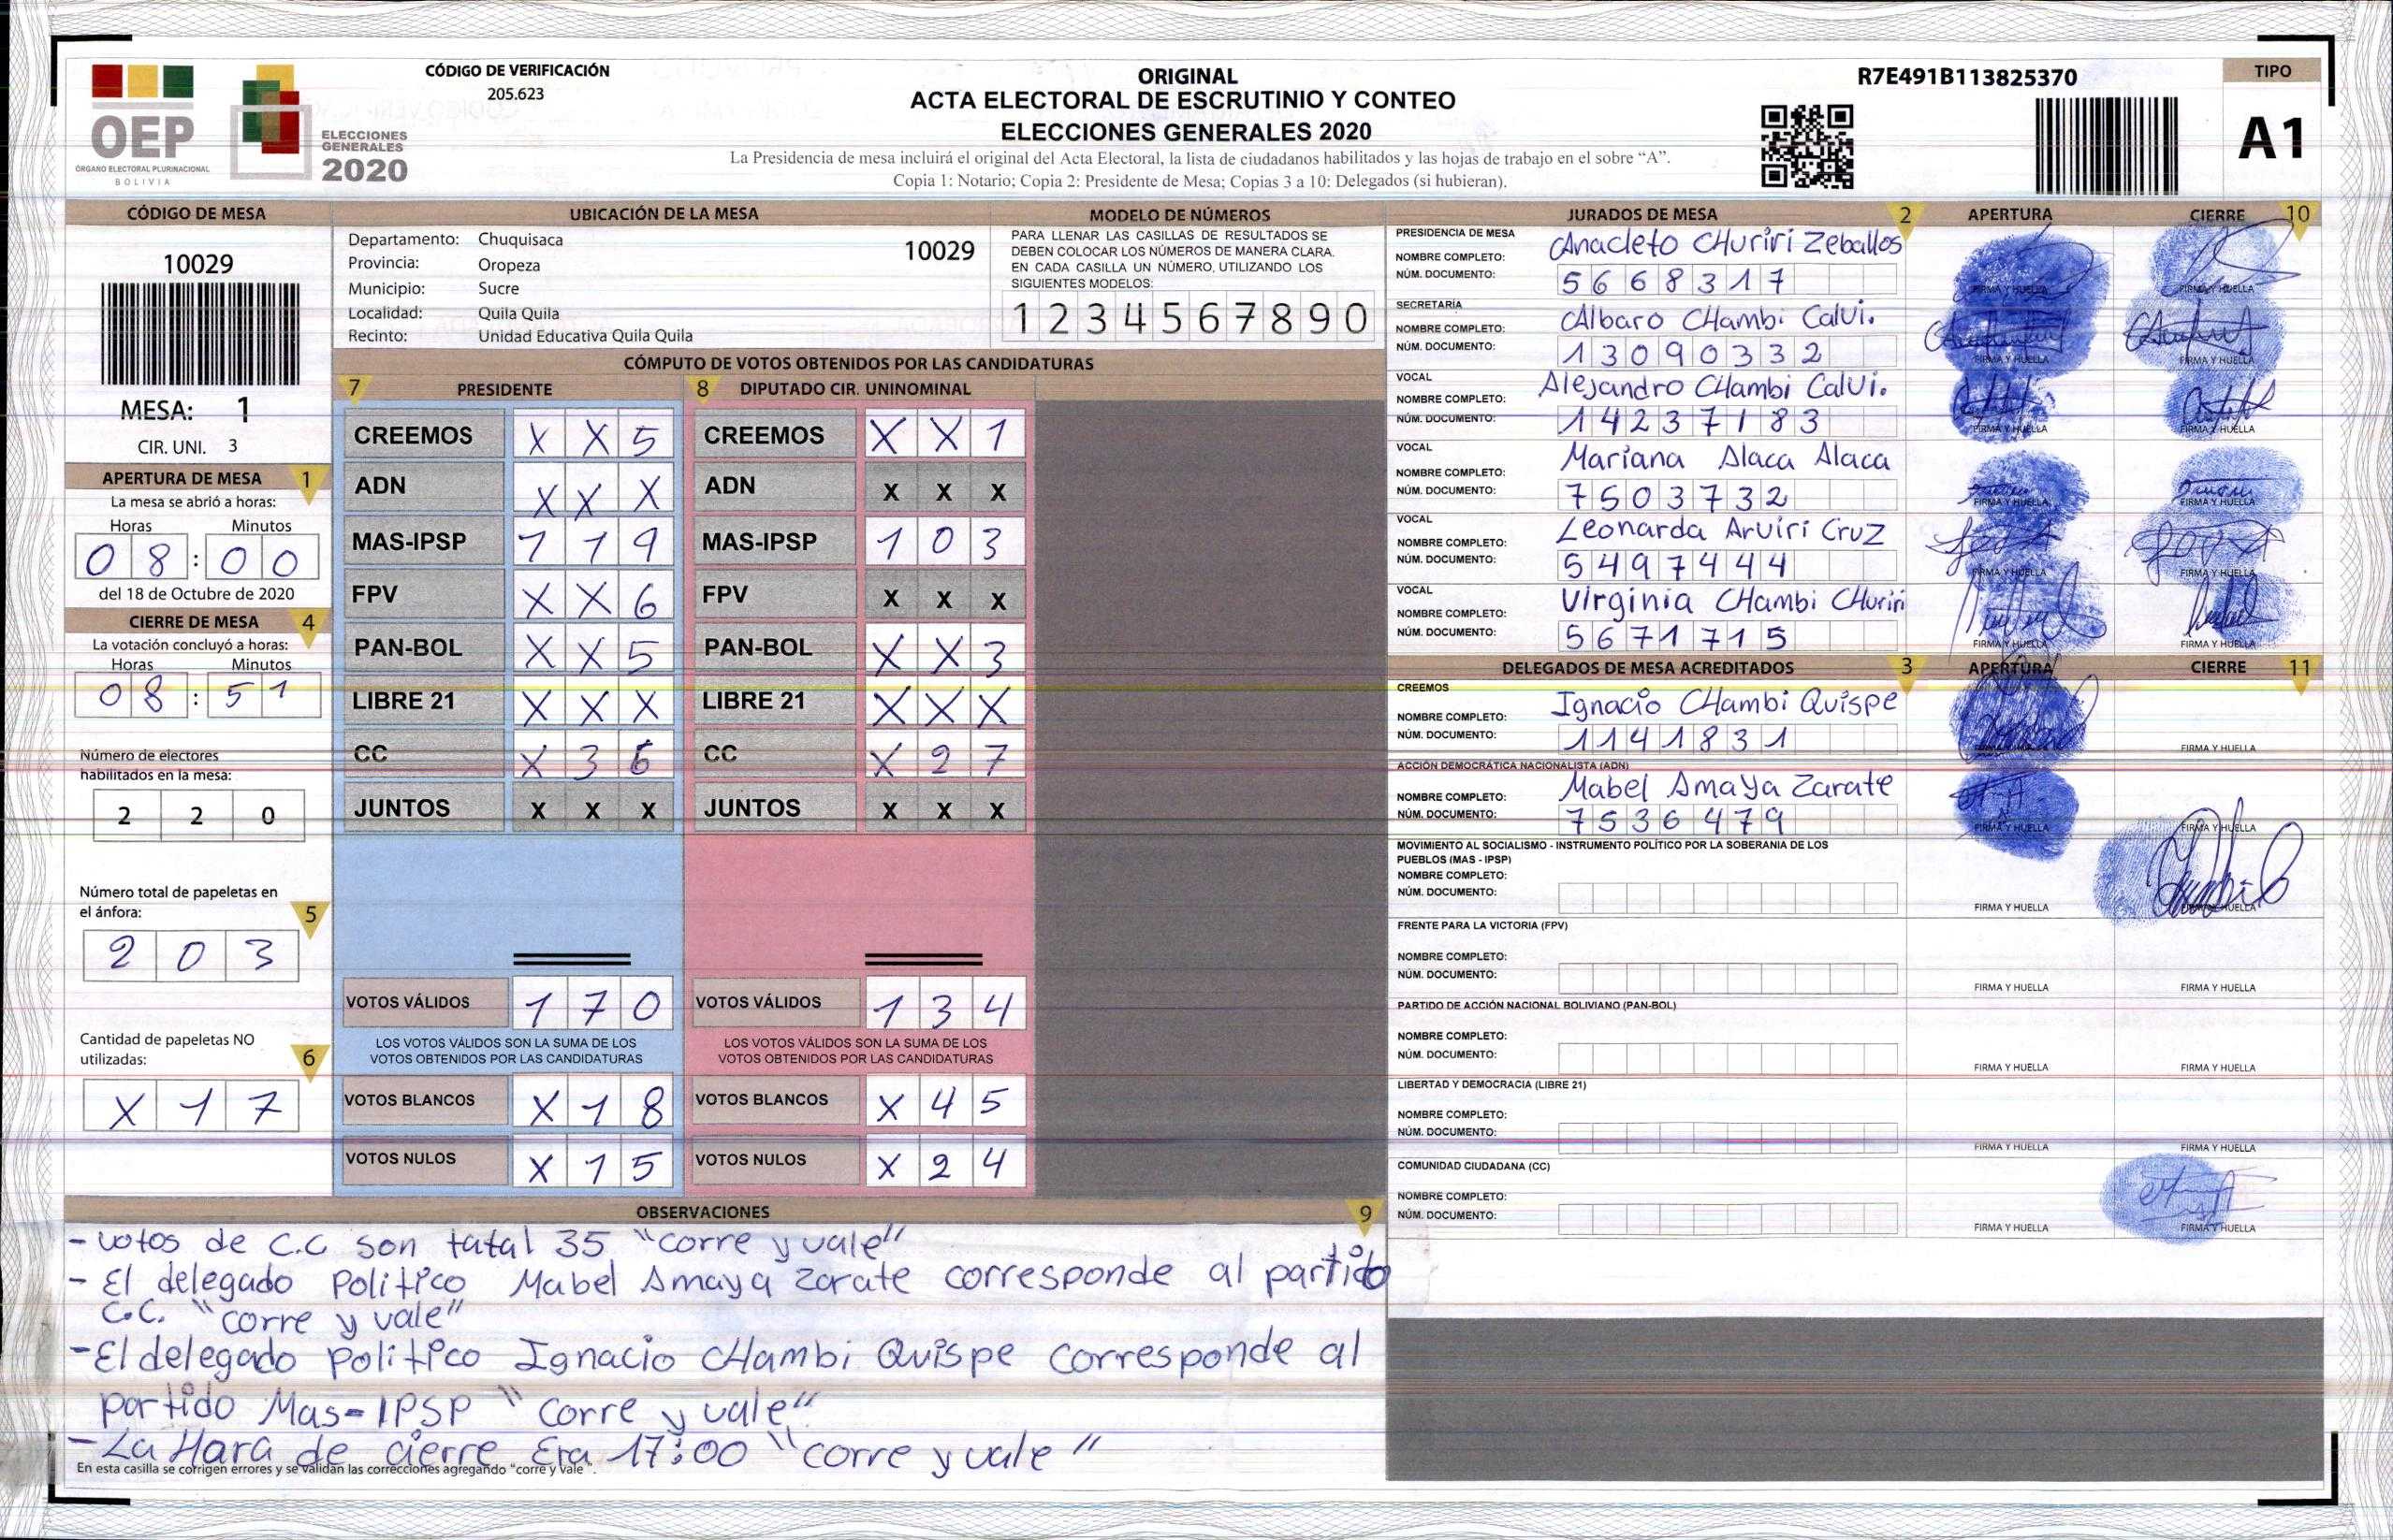 CÓDIGO DE VERIFICACIÓN
205.623
OEP
ÓRGANO ELECTORAL PLURINACIONAL
BOLIVIA
ELECCIONES
GENERALES
2020
ORIGINAL
ACTA ELECTORAL DE ESCRUTINIO Y CONTEO
ELECCIONES GENERALES 2020
La Presidencia de mesa incluirá el original del Acta Electoral, la lista de ciudadanos habilitados y las hojas de trabajo en el sobre “A”.
Copia 1: Notario; Copia 2: Presidente de Mesa; Copias 3 a 10: Delegados (si hubieran).
R7E491B113825370
TIPO
A1
CÓDIGO DE MESA
10029
MESA: 1
CIR. UNI. 3
APERTURA DE MESA 1
La mesa se abrió a horas:
Horas Minutos
0 8 : 0 0
del 18 de Octubre de 2020
CIERRE DE MESA 4
La votación concluyó a horas:
Horas Minutos
0 8 : 5 1
Número de electores
habilitados en la mesa:
2 2 0
Número total de papeletas en
el ánfora: 5
2 0 3
Cantidad de papeletas NO
utilizadas: 6
X 1 7
UBICACIÓN DE LA MESA
Departamento: Chuquisaca 10029
Provincia: Oropeza
Municipio: Sucre
Localidad: Quila Quila
Recinto: Unidad Educativa Quila Quila
MODELO DE NÚMEROS
PARA LLENAR LAS CASILLAS DE RESULTADOS SE
DEBEN COLOCAR LOS NÚMEROS DE MANERA CLARA.
EN CADA CASILLA UN NÚMERO, UTILIZANDO LOS
SIGUIENTES MODELOS:
1 2 3 4 5 6 7 8 9 0
CÓMPUTO DE VOTOS OBTENIDOS POR LAS CANDIDATURAS
7 PRESIDENTE 8 DIPUTADO CIR. UNINOMINAL
CREEMOS X X 5 CREEMOS X X 1
ADN X X X ADN X X X
MAS-IPSP 1 1 9 MAS-IPSP 1 0 3
FPV X X 6 FPV X X X
PAN-BOL X X 5 PAN-BOL X X 3
LIBRE 21 X X X LIBRE 21 X X X
CC X 3 6 CC X 2 7
JUNTOS X X X JUNTOS X X X
VOTOS VÁLIDOS 1 7 0 VOTOS VÁLIDOS 1 3 4
LOS VOTOS VÁLIDOS SON LA SUMA DE LOS LOS VOTOS VÁLIDOS SON LA SUMA DE LOS
VOTOS OBTENIDOS POR LAS CANDIDATURAS VOTOS OBTENIDOS POR LAS CANDIDATURAS
VOTOS BLANCOS X 1 8 VOTOS BLANCOS X 4 5
VOTOS NULOS X 1 5 VOTOS NULOS X 2 4
OBSERVACIONES 9
- votos de C.C son tatal 35 "corre y vale"
- El delegado Politico Mabel Amaya Zarate corresponde al partido
C.C. "corre y vale"
- El delegado politico Ignacio CHambi Quispe corresponde al
partido Mas-IPSP "corre y vale"
- La Hara de cierre Era 17:00 "corre y vale"
En esta casilla se corrigen errores y se validan las correcciones agregando “corre y vale”.
JURADOS DE MESA 2 APERTURA CIERRE 10
PRESIDENCIA DE MESA
NOMBRE COMPLETO: Anacleto CHuriri Zeballos
NÚM. DOCUMENTO: 5668317
FIRMA Y HUELLA FIRMA Y HUELLA
SECRETARÍA
NOMBRE COMPLETO: Albaro CHambi Calvi.
NÚM. DOCUMENTO: 13090332
FIRMA Y HUELLA FIRMA Y HUELLA
VOCAL
NOMBRE COMPLETO: Alejandro CHambi Calvi.
NÚM. DOCUMENTO: 14237183
FIRMA Y HUELLA FIRMA Y HUELLA
VOCAL
NOMBRE COMPLETO: Mariana Alaca Alaca
NÚM. DOCUMENTO: 7503732
FIRMA Y HUELLA FIRMA Y HUELLA
VOCAL
NOMBRE COMPLETO: Leonarda Aruiri Cruz
NÚM. DOCUMENTO: 5497444
FIRMA Y HUELLA FIRMA Y HUELLA
VOCAL
NOMBRE COMPLETO: Virginia CHambi CHuriri
NÚM. DOCUMENTO: 5671715
FIRMA Y HUELLA FIRMA Y HUELLA
DELEGADOS DE MESA ACREDITADOS 3 APERTURA CIERRE 11
CREEMOS
NOMBRE COMPLETO: Ignacio CHambi Quispe
NÚM. DOCUMENTO: 1141831
FIRMA Y HUELLA FIRMA Y HUELLA
ACCIÓN DEMOCRÁTICA NACIONALISTA (ADN)
NOMBRE COMPLETO: Mabel Amaya Zarate
NÚM. DOCUMENTO: 7536479
FIRMA Y HUELLA FIRMA Y HUELLA
MOVIMIENTO AL SOCIALISMO - INSTRUMENTO POLÍTICO POR LA SOBERANIA DE LOS
PUEBLOS (MAS - IPSP)
NOMBRE COMPLETO:
NÚM. DOCUMENTO:
FIRMA Y HUELLA FIRMA Y HUELLA
FRENTE PARA LA VICTORIA (FPV)
NOMBRE COMPLETO:
NÚM. DOCUMENTO:
FIRMA Y HUELLA FIRMA Y HUELLA
PARTIDO DE ACCIÓN NACIONAL BOLIVIANO (PAN-BOL)
NOMBRE COMPLETO:
NÚM. DOCUMENTO:
FIRMA Y HUELLA FIRMA Y HUELLA
LIBERTAD Y DEMOCRACIA (LIBRE 21)
NOMBRE COMPLETO:
NÚM. DOCUMENTO:
FIRMA Y HUELLA FIRMA Y HUELLA
COMUNIDAD CIUDADANA (CC)
NOMBRE COMPLETO:
NÚM. DOCUMENTO:
FIRMA Y HUELLA FIRMA Y HUELLA